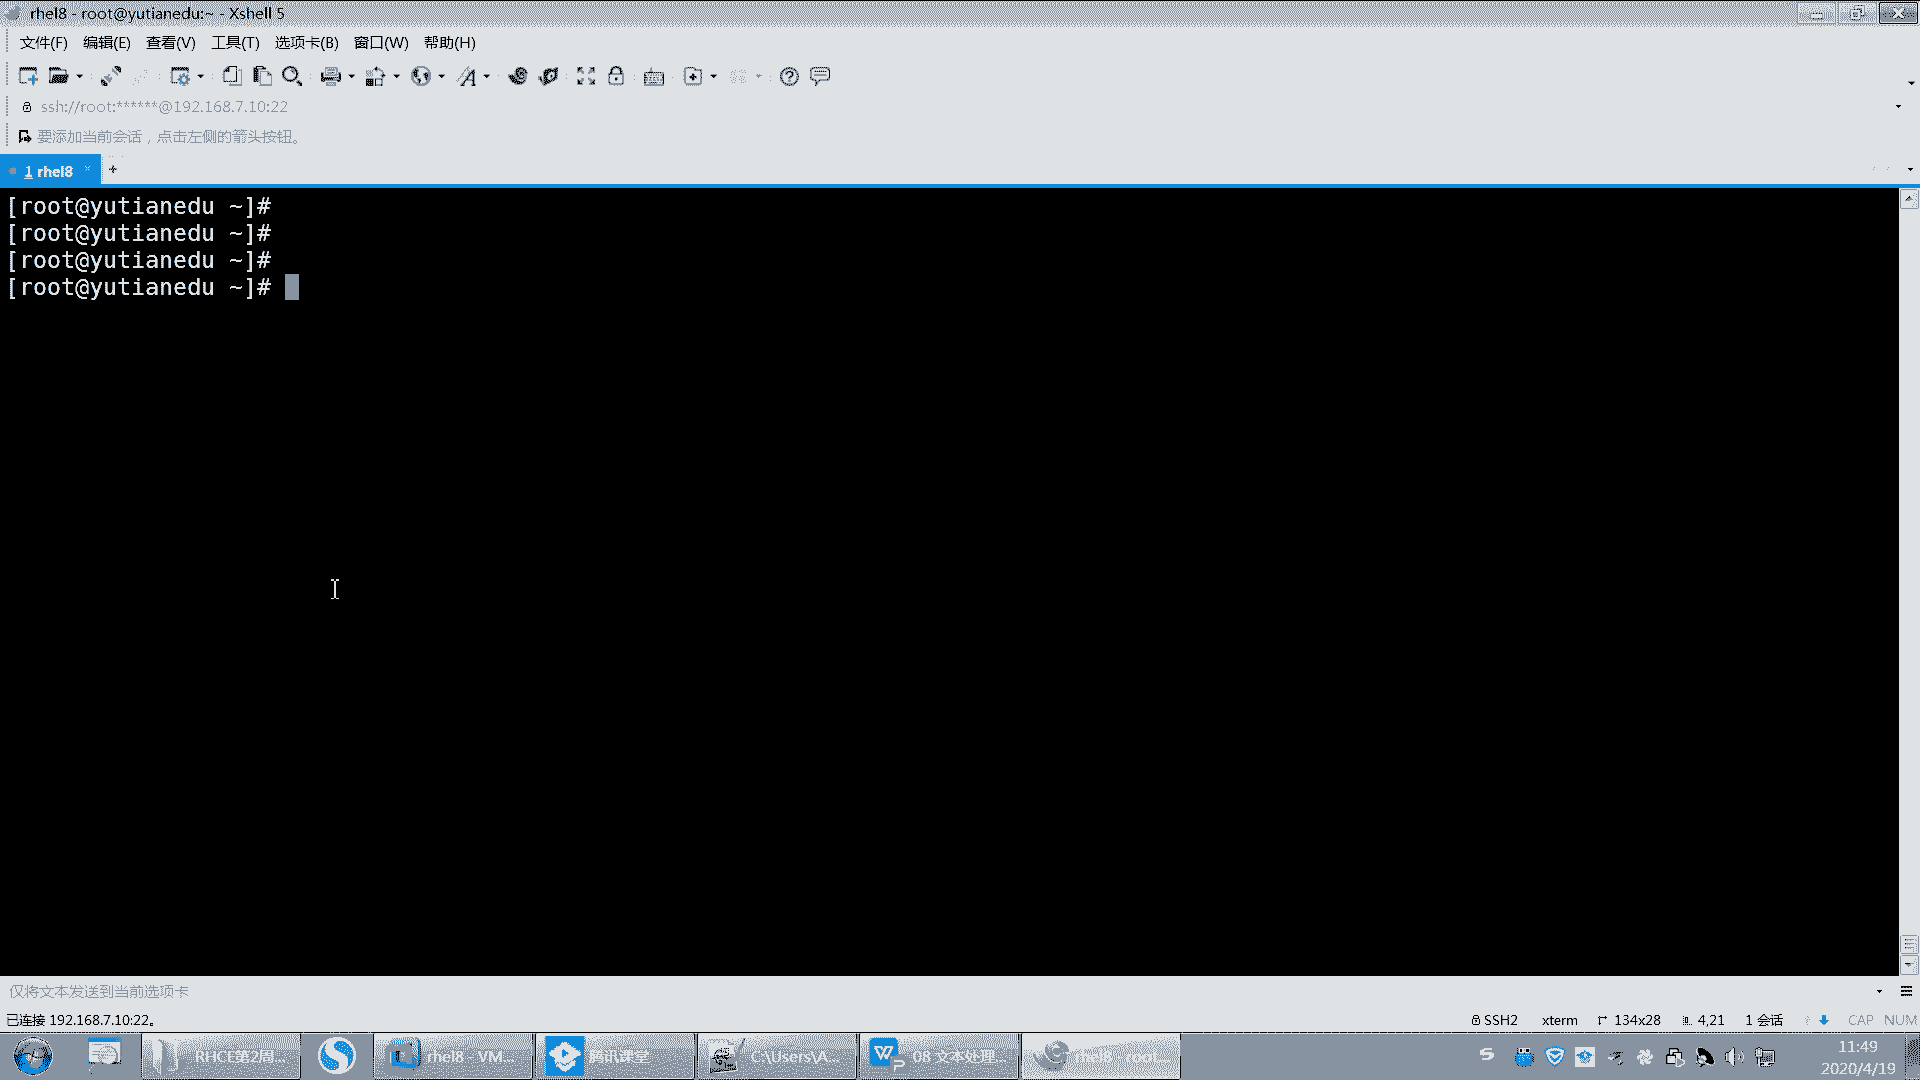 rhel8 - root@yutianedu:~ - Xshell 5
文件(F) 编辑(E) 查看(V) 工具(T) 选项卡(B) 窗口(W) 帮助(H)
ssh://root:******@192.168.7.10:22
要添加当前会话，点击左侧的箭头按钮。
1 rhel8
[root@yutianedu ~]#
[root@yutianedu ~]#
[root@yutianedu ~]#
[root@yutianedu ~]#
仅将文本发送到当前选项卡
已连接 192.168.7.10:22。
SSH2 xterm 134x28 4,21 1 会话 CAP NUM
RHCE第2周... rhel8 - VM... 腾讯课堂 C:\Users\A... 08 文本处理... rhel8 - root... 11:49
2020/4/19